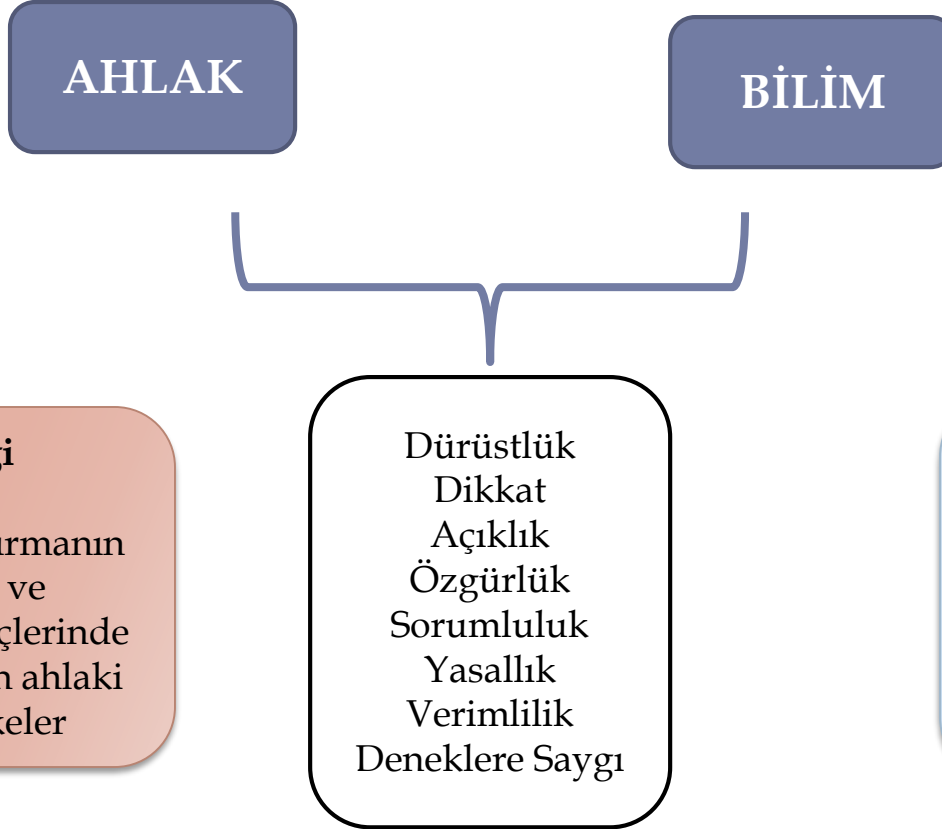 AHLAK
BİLİM
ve
ahlaki
Dürüstlük
Dikkat
Açıklık
Özgürlük
Sorumluluk
Yasallık
Verimlilik
Deneklere Saygı